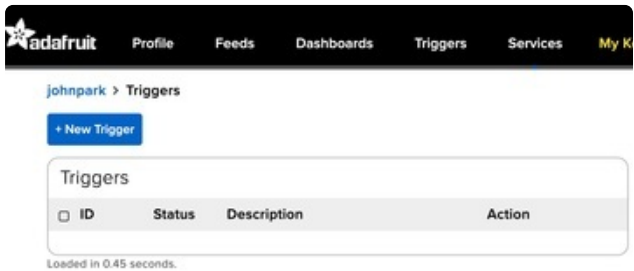 adafruit Profile Feeds Dashboards Triggers Services My K
johnpark > Triggers
+ New Trigger
Triggers
ID Status Description Action
Loaded in 0.45 seconds.